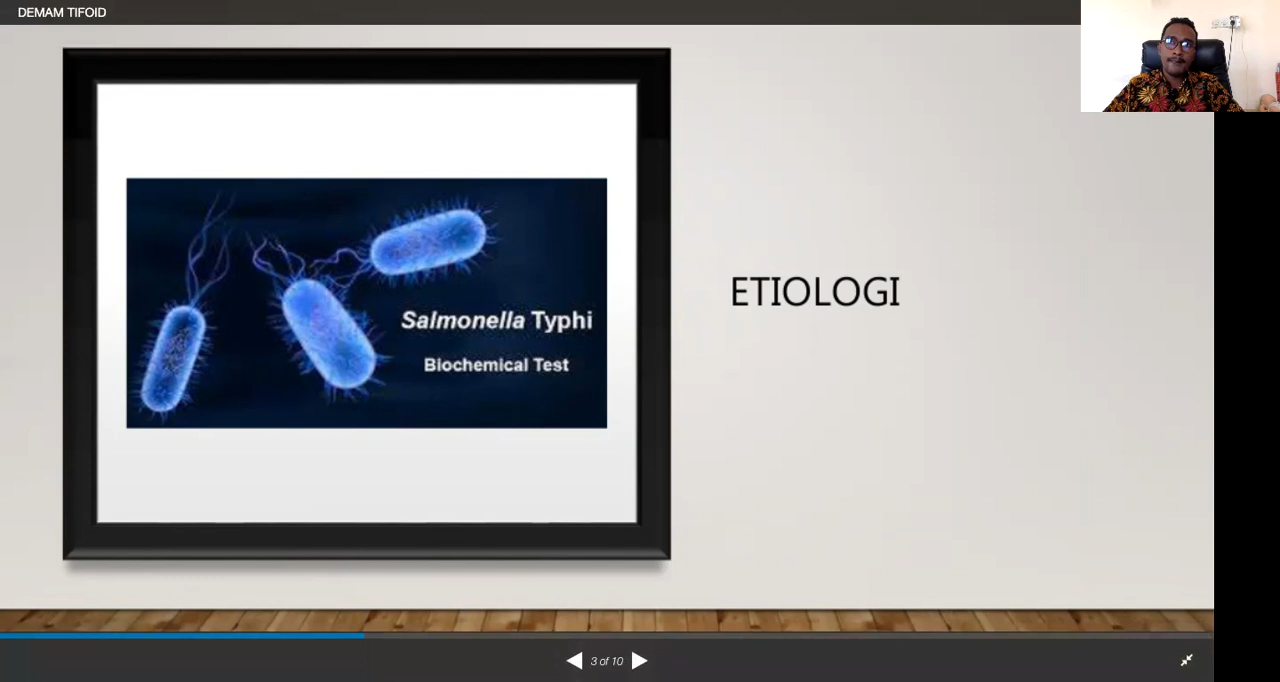 DEMAM TIFOID
Salmonella Typhi
Biochemical Test
ETIOLOGI
3 of 10